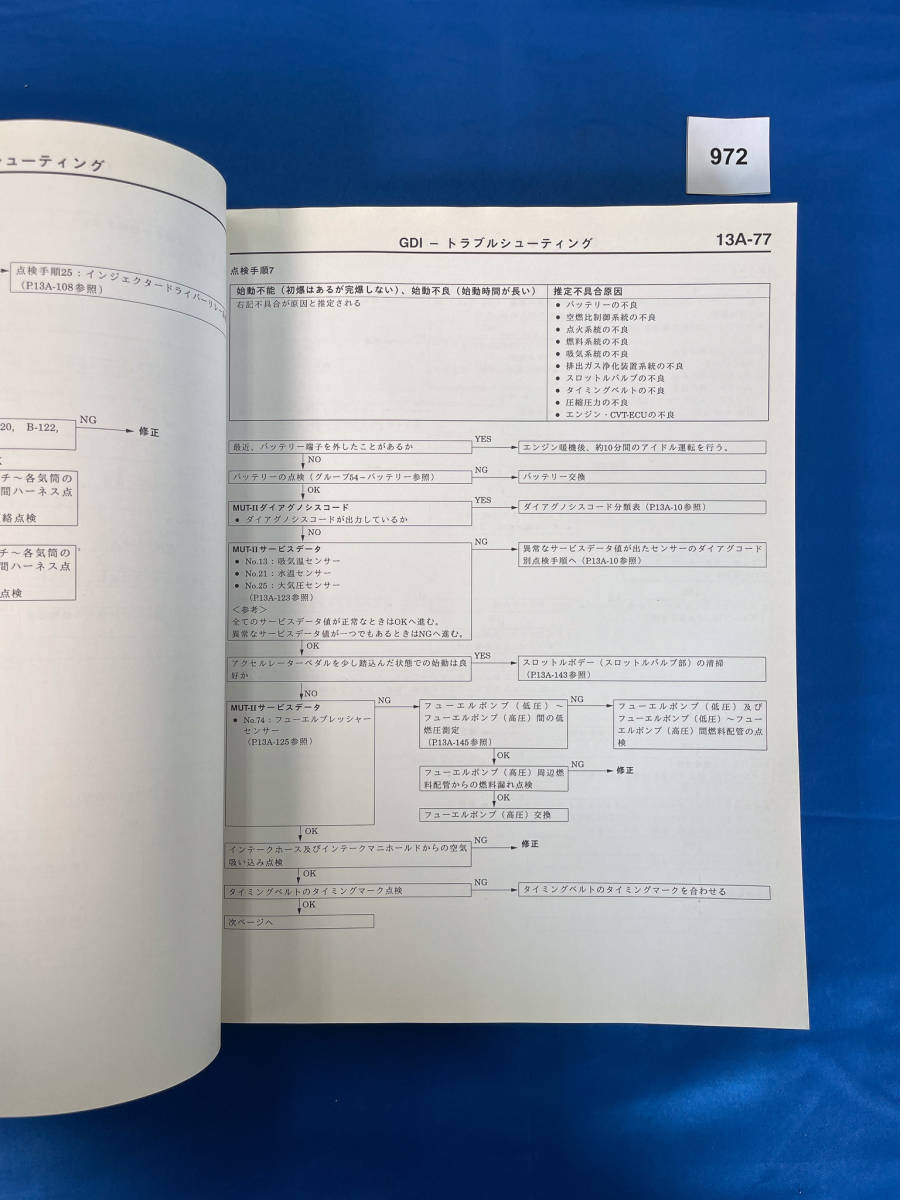 972
シューティング
点検手順25：インジェクタードライバーリレー
（P.13A-108参照）
20, B-122,
NG
修正
チ～各気筒の
間ハーネス点
絡点検
チ～各気筒の
間ハーネス点
点検
GDI － トラブルシューティング
13A-77
点検手順7
始動不能（初爆はあるが完爆しない）、始動不良（始動時間が長い）
推定不具合原因
右記不具合が原因と推定される
● バッテリーの不良
● 空燃比制御系統の不良
● 点火系統の不良
● 燃料系統の不良
● 吸気系統の不良
● 排出ガス浄化装置系統の不良
● スロットルバルブの不良
● タイミングベルトの不良
● 圧縮圧力の不良
● エンジン・CVT-ECUの不良
最近、バッテリー端子を外したことがあるか
YES
エンジン暖機後、約10分間のアイドル運転を行う。
NO
バッテリーの点検（グループ54－バッテリー参照）
NG
バッテリー交換
OK
MUT-IIダイアグノシスコード
● ダイアグノシスコードが出力しているか
YES
ダイアグノシスコード分類表（P.13A-10参照）
NO
MUT-IIサービスデータ
● No.13：吸気温センサー
● No.21：水温センサー
● No.25：大気圧センサー
（P.13A-123参照）
＜参考＞
全てのサービスデータ値が正常なときはOKへ進む。
異常なサービスデータ値が一つでもあるときはNGへ進む。
NG
異常なサービスデータ値が出たセンサーのダイアグコード
別点検手順へ（P.13A-10参照）
OK
アクセルレーターペダルを少し踏込んだ状態での始動は良
好か
YES
スロットルボデー（スロットルバルブ部）の清掃
（P.13A-143参照）
NO
MUT-IIサービスデータ
● No.74：フューエルプレッシャー
センサー
（P.13A-125参照）
NG
フューエルポンプ（低圧）～
フューエルポンプ（高圧）間の低
燃圧測定
（P.13A-145参照）
NG
フューエルポンプ（低圧）及び
フューエルポンプ（低圧）～フュー
エルポンプ（高圧）間燃料配管の点
検
OK
フューエルポンプ（高圧）周辺燃
料配管からの燃料漏れ点検
NG
修正
OK
フューエルポンプ（高圧）交換
OK
インテークホース及びインテークマニホールドからの空気
吸い込み点検
NG
修正
OK
タイミングベルトのタイミングマーク点検
NG
タイミングベルトのタイミングマークを合わせる
OK
次ページへ